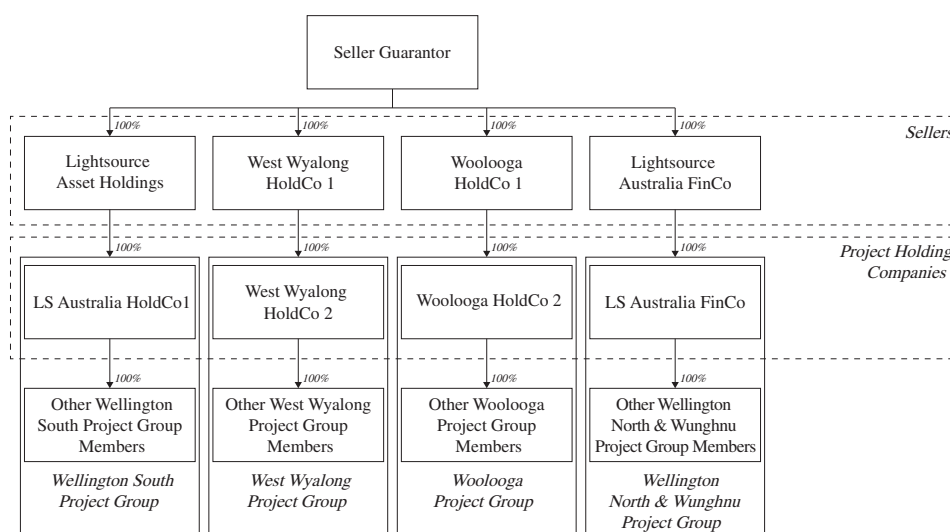 Seller Guarantor
100%
100%
100%
100%
Sellers
Lightsource
Asset Holdings
West Wyalong
HoldCo 1
Woolooga
HoldCo 1
Lightsource
Australia FinCo
100%
100%
100%
100%
Project Holding
Companies
LS Australia HoldCo1
West Wyalong
HoldCo 2
Woolooga HoldCo 2
LS Australia FinCo
100%
100%
100%
100%
Other Wellington
South Project Group
Members
Other West Wyalong
Project Group
Members
Other Woolooga
Project Group
Members
Other Wellington
North & Wunghnu
Project Group Members
Wellington South
Project Group
West Wyalong
Project Group
Woolooga
Project Group
Wellington
North & Wunghnu
Project Group